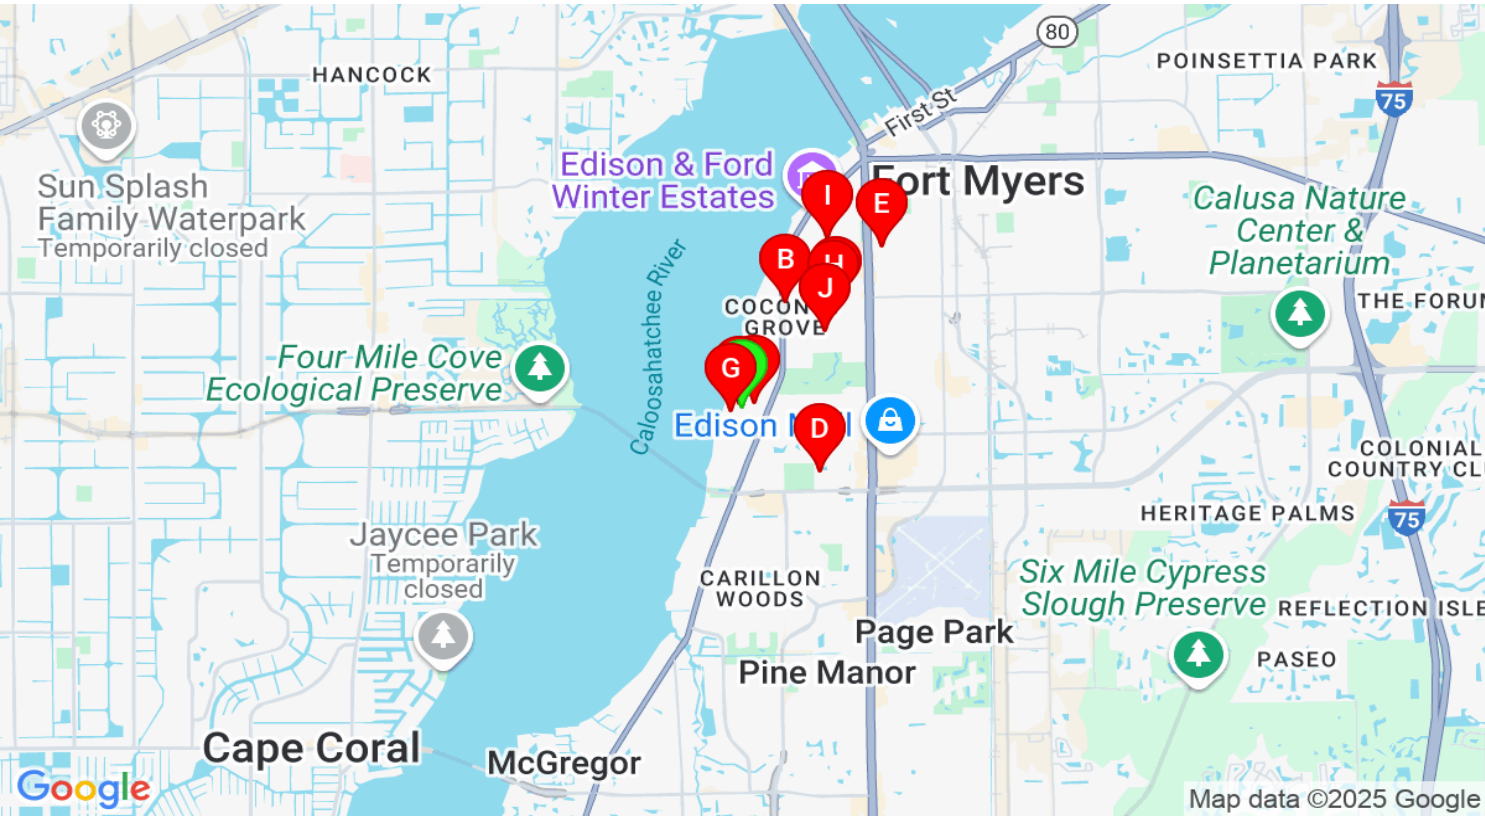 80
POINSETTIA PARK
HANCOCK
75
First St
Edison & Ford
Winter Estates
Fort Myers
Sun Splash
Family Waterpark
Temporarily closed
I
E
Calusa Nature
Center &
Planetarium
B
H
J
Caloosahatchee River
GROVE
THE FORUM
Four Mile Cove
Ecological Preserve
G
Edison
D
COLONIAL
COUNTRY CL
HERITAGE PALMS
75
Jaycee Park
Temporarily
closed
CARILLON
WOODS
Six Mile Cypress
Slough Preserve
REFLECTION ISLE
Page Park
Pine Manor
PASEO
Cape Coral
McGregor
Google
Map data ©2025 Google